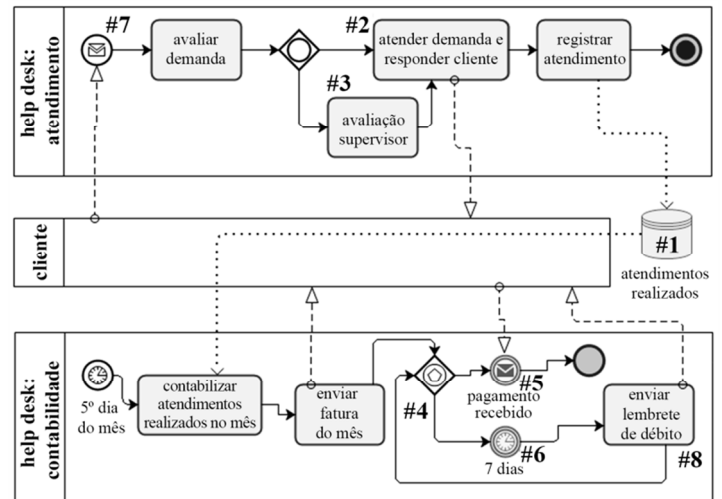 help desk:
atendimento
#7
avaliar
demanda
#2
atender demanda e
responder cliente
registrar
atendimento
#3
avaliação
supervisor
cliente
#1
atendimentos
realizados
help desk:
contabilidade
5º dia
do mês
contabilizar
atendimentos
realizados no mês
enviar
fatura
do mês
#4
#5
pagamento
recebido
#6
7 dias
enviar
lembrete
de débito
#8